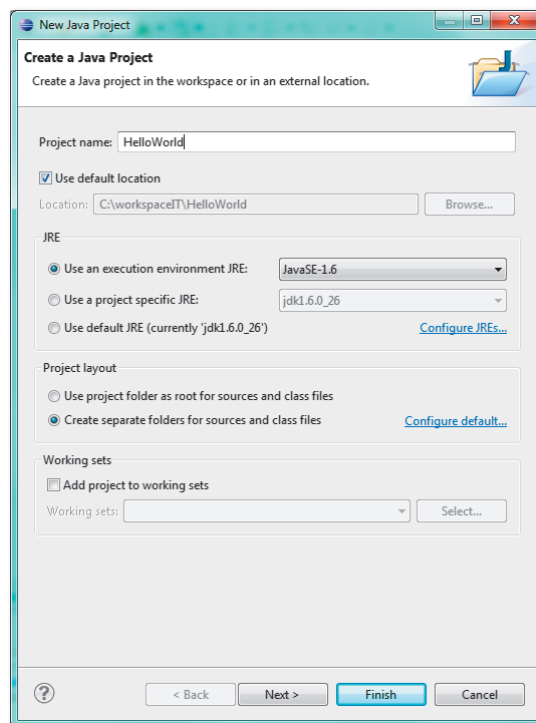 New Java Project
Create a Java Project
Create a Java project in the workspace or in an external location.
Project name: HelloWorld
Use default location
Location: C:\workspaceIT\HelloWorld Browse...
JRE
Use an execution environment JRE: JavaSE-1.6
Use a project specific JRE: jdk1.6.0_26
Use default JRE (currently 'jdk1.6.0_26') Configure JREs...
Project layout
Use project folder as root for sources and class files
Create separate folders for sources and class files Configure default...
Working sets
Add project to working sets
Working sets: Select...
? < Back Next > Finish Cancel